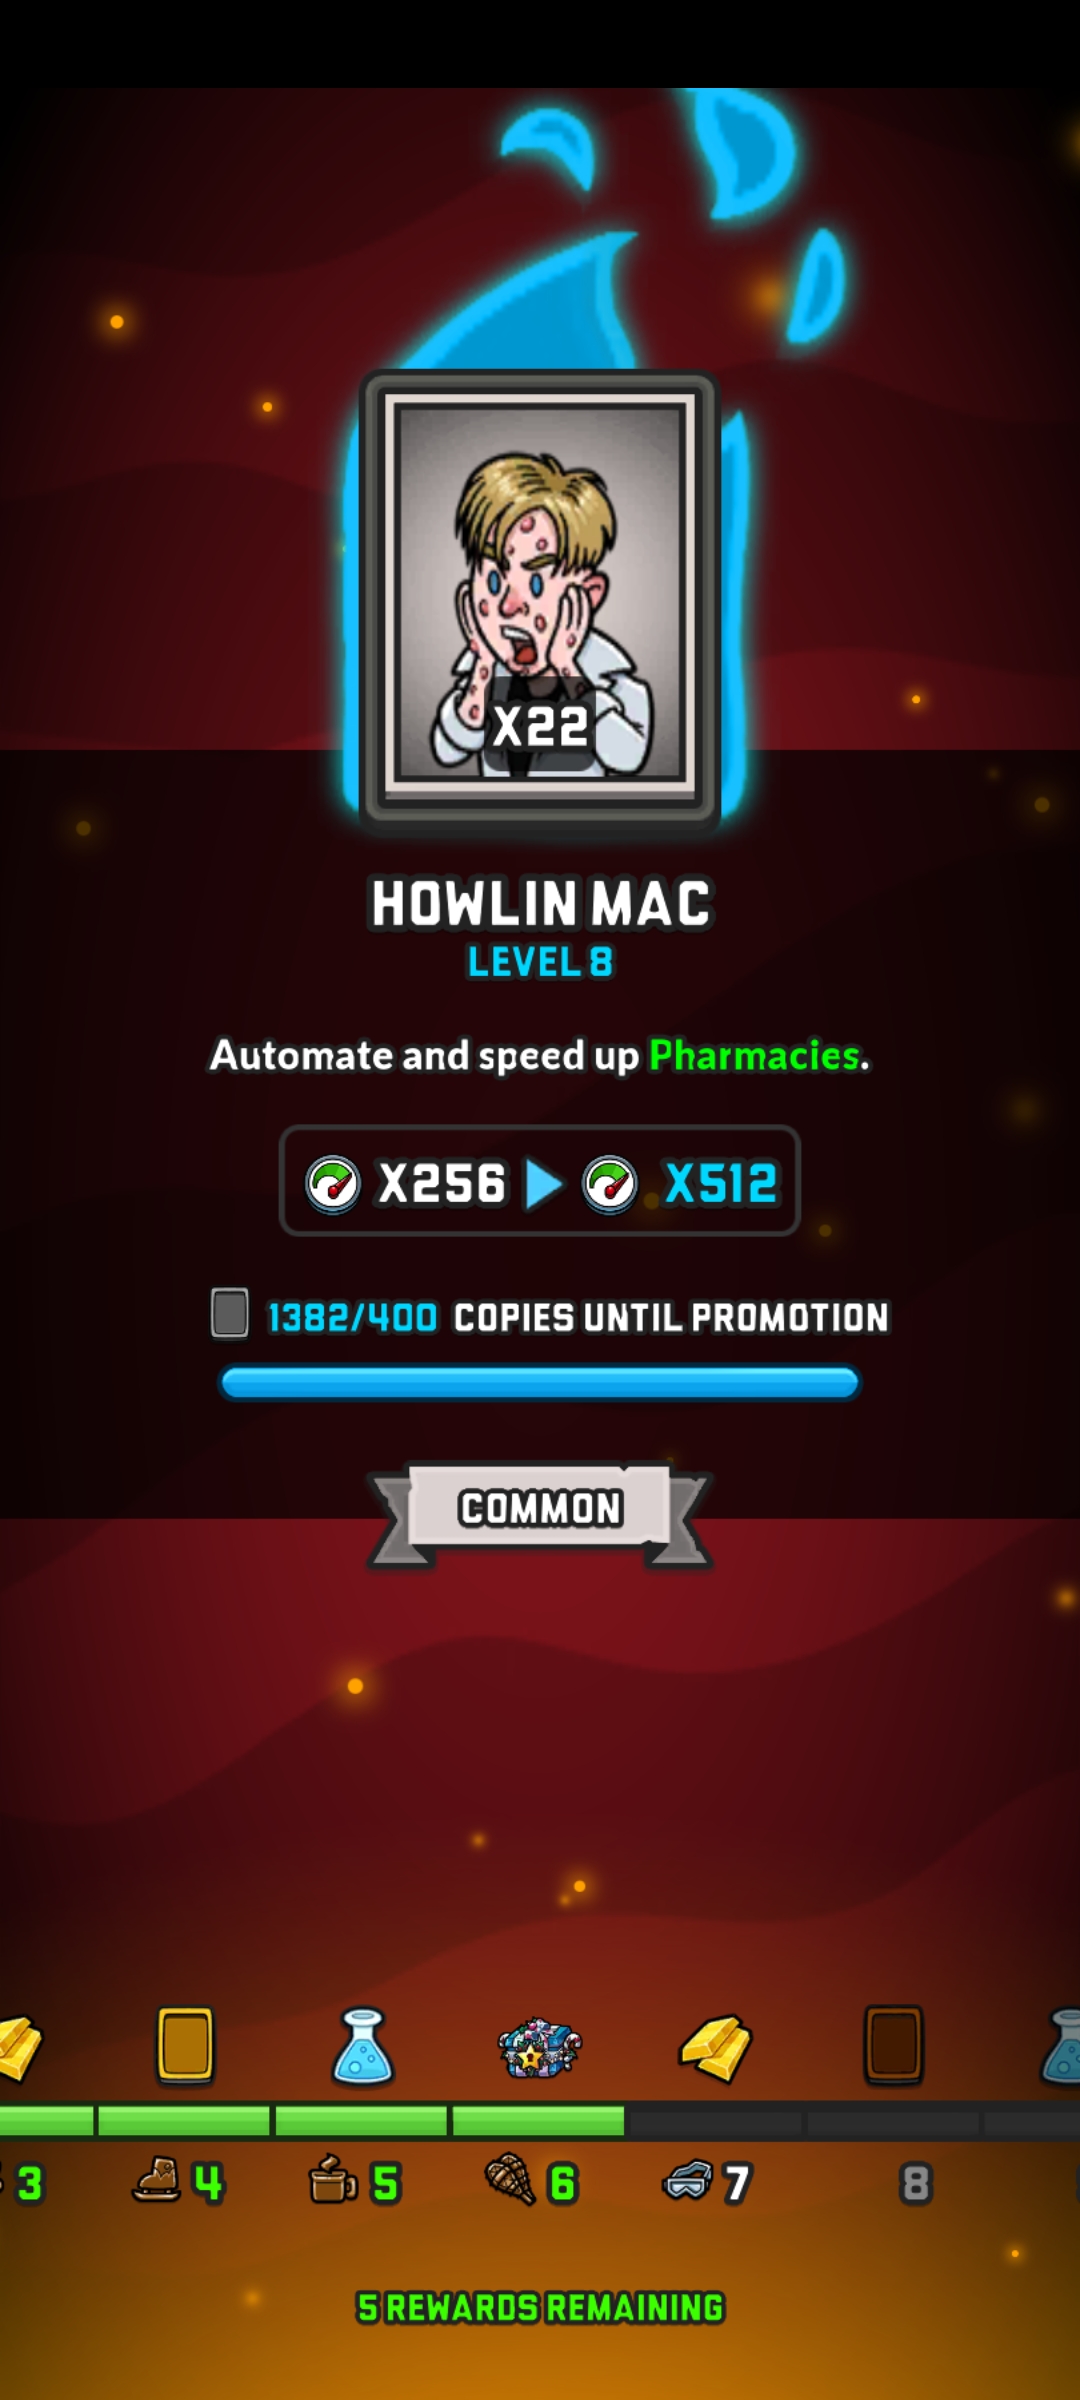 X22
HOWLIN MAC
LEVEL 8
Automate and speed up Pharmacies.
X256 X512
1382/400 COPIES UNTIL PROMOTION
COMMON
3 4 5 6 7 8
5 REWARDS REMAINING